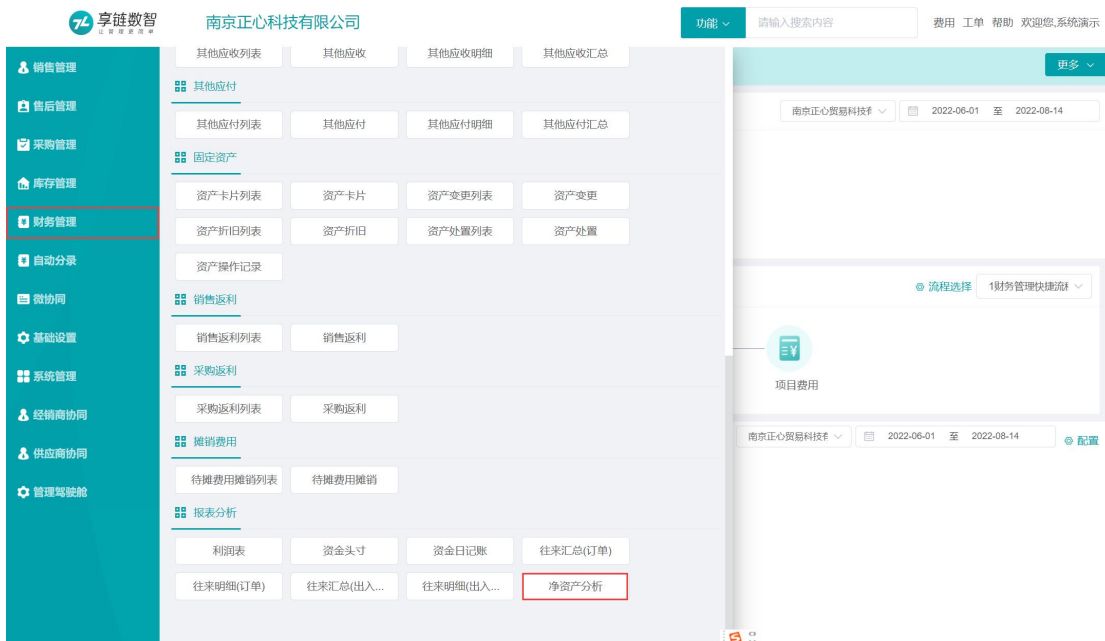 享链数智
让管理更简单
南京正心科技有限公司
功能
请输入搜索内容
费用 工单 帮助 欢迎您,系统演示
销售管理
售后管理
采购管理
库存管理
财务管理
自动分录
微协同
基础设置
系统管理
经销商协同
供应商协同
管理驾驶舱
其他应收列表 其他应收 其他应收明细 其他应收汇总
其他应付
其他应付列表 其他应付 其他应付明细 其他应付汇总
固定资产
资产卡片列表 资产卡片 资产变更列表 资产变更
资产折旧列表 资产折旧 资产处置列表 资产处置
资产操作记录
销售返利
销售返利列表 销售返利
采购返利
采购返利列表 采购返利
摊销费用
待摊费用摊销列表 待摊费用摊销
报表分析
利润表 资金头寸 资金日记账 往来汇总(订单)
往来明细(订单) 往来汇总(出入... 往来明细(出入... 净资产分析
更多
南京正心贸易科技有 2022-06-01 至 2022-08-14
流程选择 1财务管理快捷流程
项目费用
南京正心贸易科技有 2022-06-01 至 2022-08-14 配置